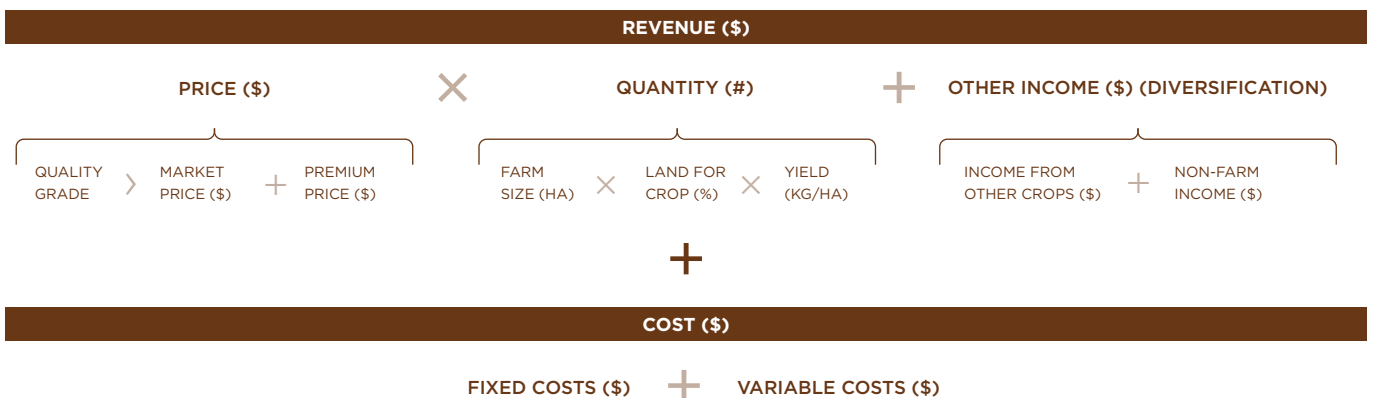 REVENUE ($)
PRICE ($) × QUANTITY (#) + OTHER INCOME ($) (DIVERSIFICATION)
QUALITY GRADE > MARKET PRICE ($) + PREMIUM PRICE ($)
FARM SIZE (HA) × LAND FOR CROP (%) × YIELD (KG/HA)
INCOME FROM OTHER CROPS ($) + NON-FARM INCOME ($)
+
COST ($)
FIXED COSTS ($) + VARIABLE COSTS ($)